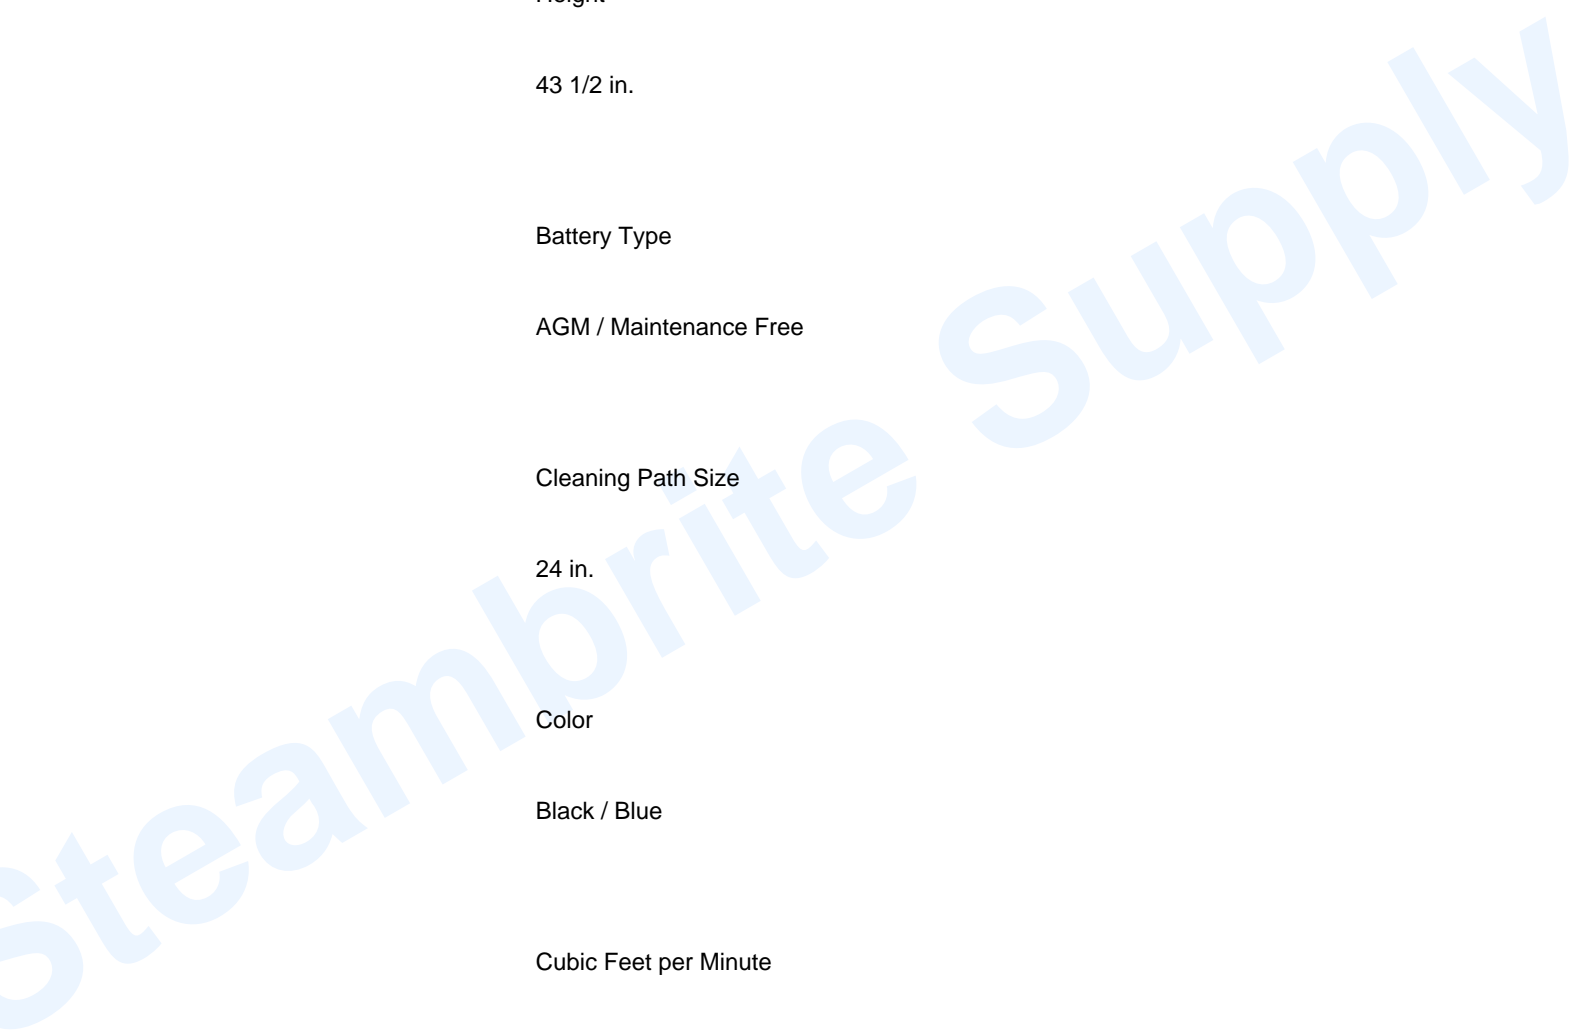 Height
43 1/2 in.
Battery Type
AGM / Maintenance Free
Cleaning Path Size
24 in.
Color
Black / Blue
Cubic Feet per Minute
Steambrite Supply